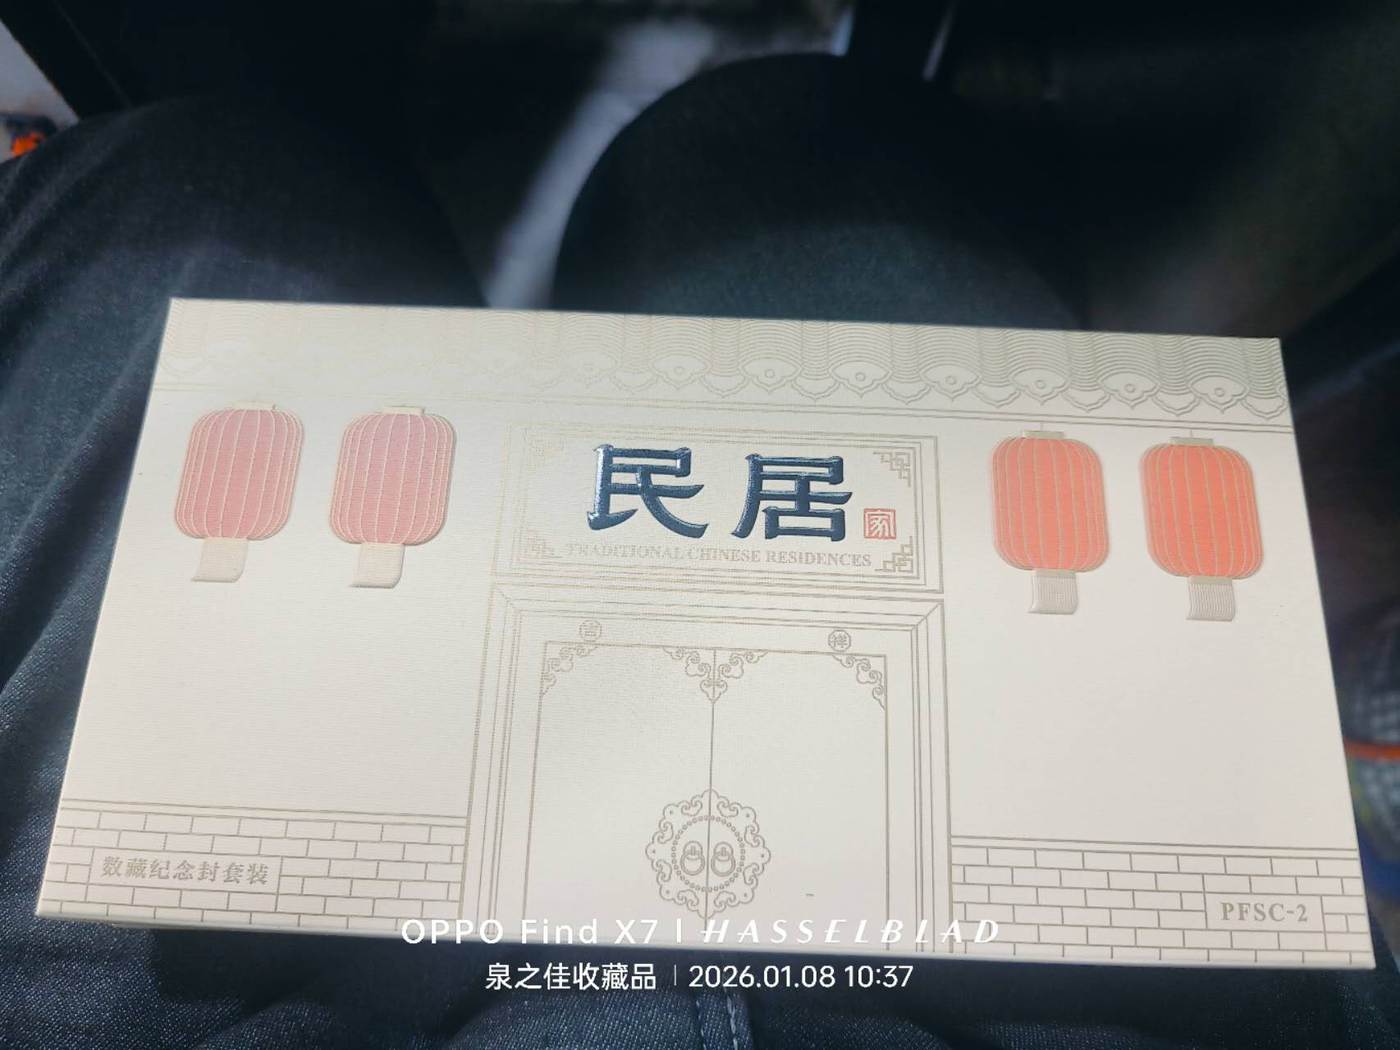 民居
家
TRADITIONAL CHINESE RESIDENCES
吉
祥
数藏纪念封套装
PFSC-2
OPPO Find X7 | HASSELBLAD
泉之佳收藏品 | 2026.01.08 10:37